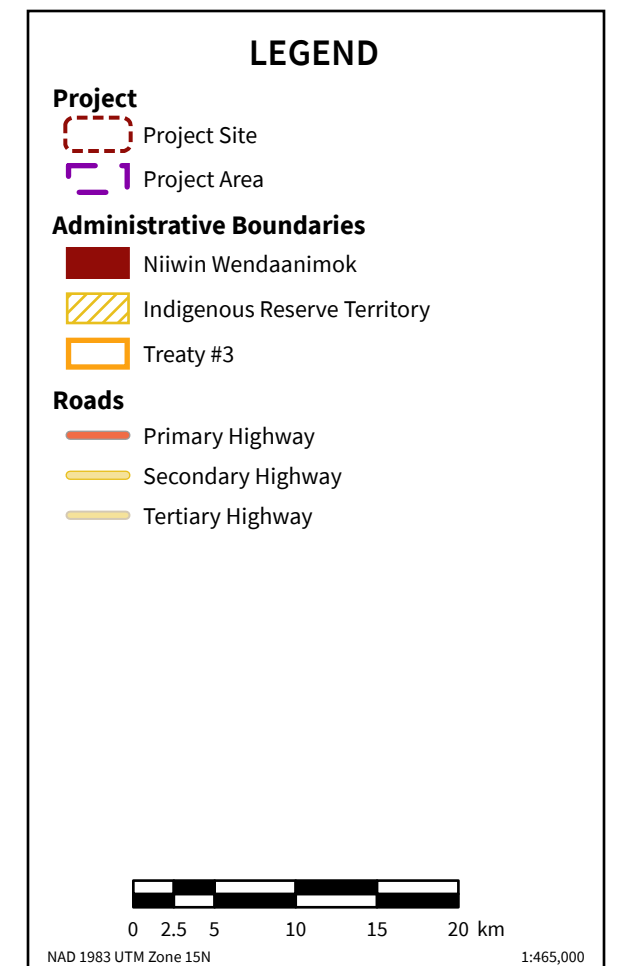 LEGEND
Project
Project Site
Project Area
Administrative Boundaries
Niiwin Wendaanimok
Indigenous Reserve Territory
Treaty #3
Roads
Primary Highway
Secondary Highway
Tertiary Highway
0 2.5 5 10 15 20 km
NAD 1983 UTM Zone 15N 1:465,000